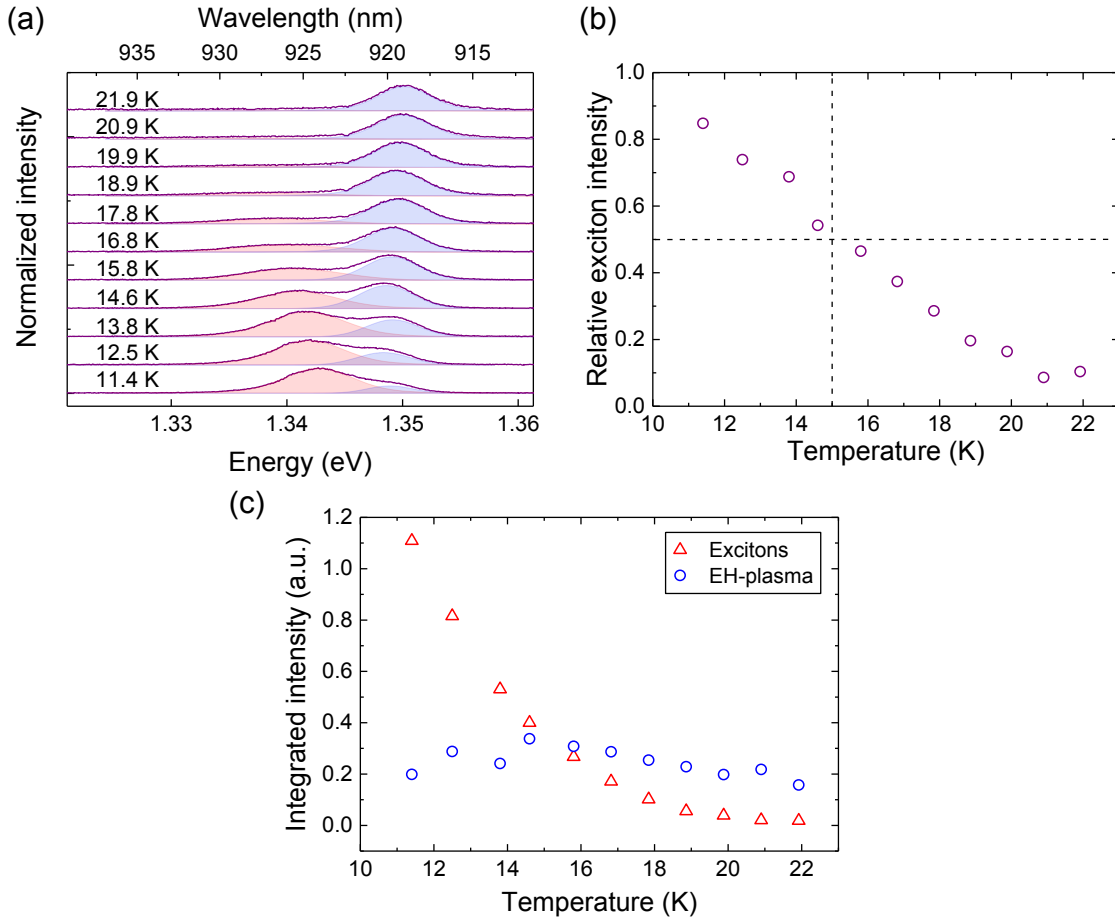 (a)
Wavelength (nm)
935 930 925 920 915
Normalized intensity
21.9 K
20.9 K
19.9 K
18.9 K
17.8 K
16.8 K
15.8 K
14.6 K
13.8 K
12.5 K
11.4 K
1.33 1.34 1.35 1.36
Energy (eV)
(b)
Relative exciton intensity
1.0
0.8
0.6
0.4
0.2
0.0
10 12 14 16 18 20 22
Temperature (K)
(c)
Integrated intensity (a.u.)
1.2
1.0
0.8
0.6
0.4
0.2
0.0
Excitons
EH-plasma
10 12 14 16 18 20 22
Temperature (K)